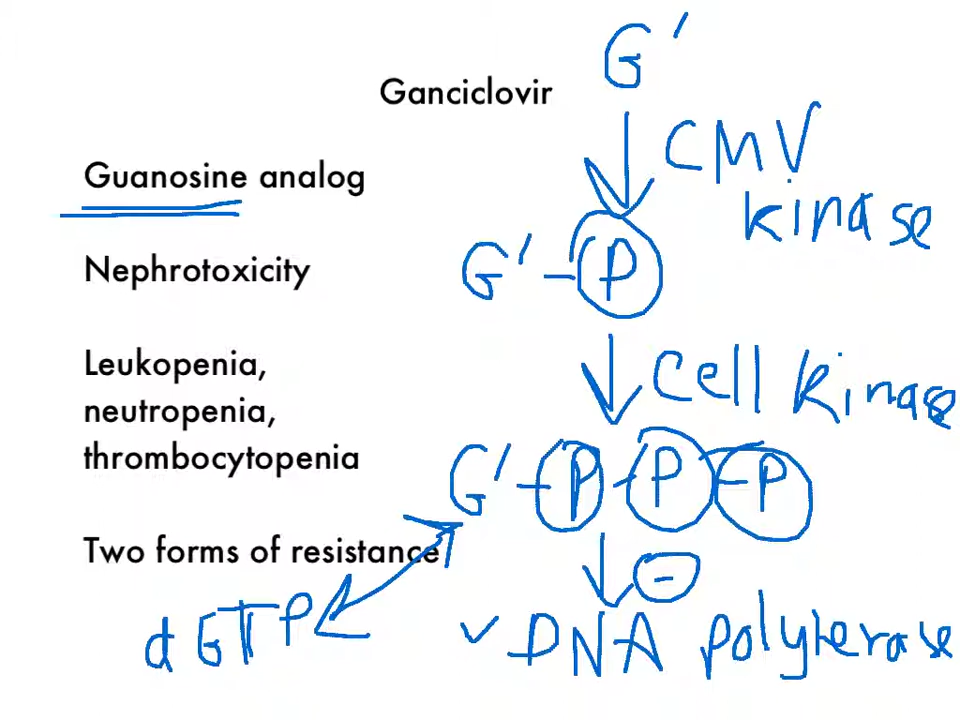 G'
Ganciclovir
CMV
kinase
Guanosine analog
G'-P
Nephrotoxicity
Cell kinase
Leukopenia,
neutropenia,
thrombocytopenia
G'-P-P-P
Two forms of resistance
-
dGTP
DNA polymerase